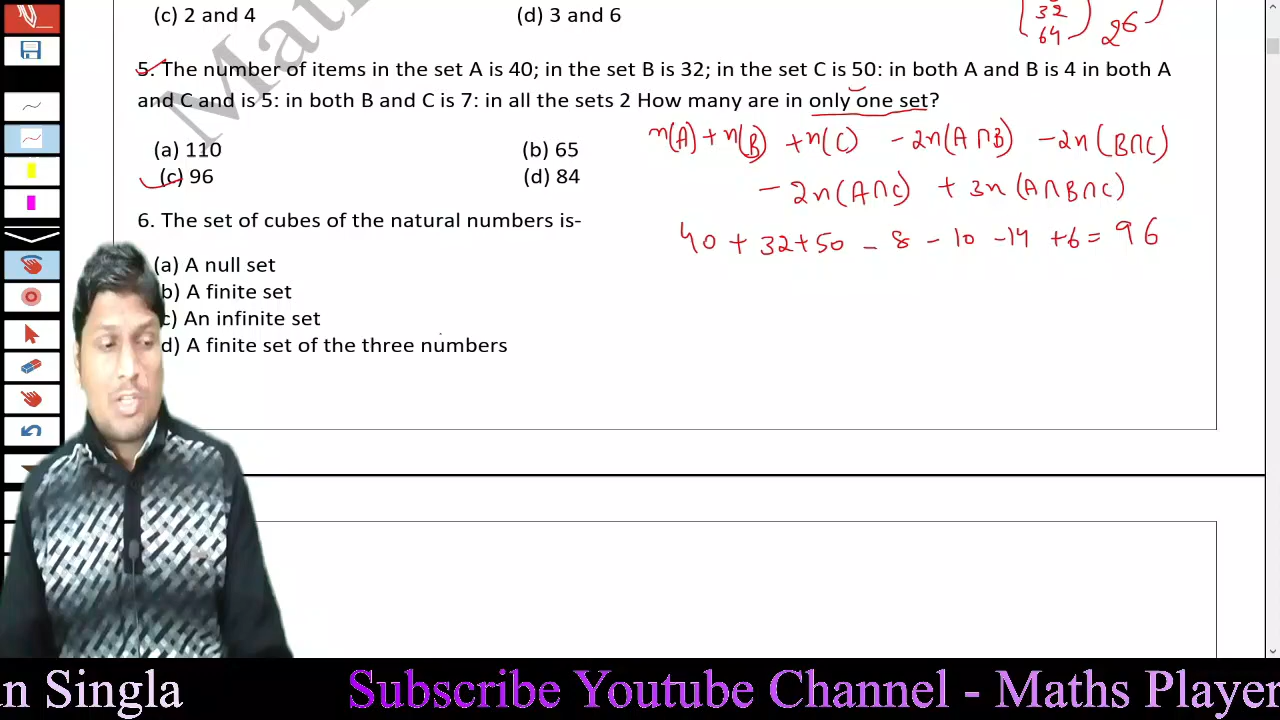 (c) 2 and 4 (d) 3 and 6
32
64
26
5. The number of items in the set A is 40; in the set B is 32; in the set C is 50: in both A and B is 4 in both A
and C and is 5: in both B and C is 7: in all the sets 2 How many are in only one set?
n(A) + n(B) + n(C) - 2n(A∩B) - 2n(B∩C)
(a) 110 (b) 65
(c) 96 (d) 84
- 2n(A∩C) + 3n(A∩B∩C)
6. The set of cubes of the natural numbers is-
40 + 32 + 50 - 8 - 10 - 14 + 6 = 96
(a) A null set
b) A finite set
c) An infinite set
d) A finite set of the three numbers
n Singla Subscribe Youtube Channel - Maths Player